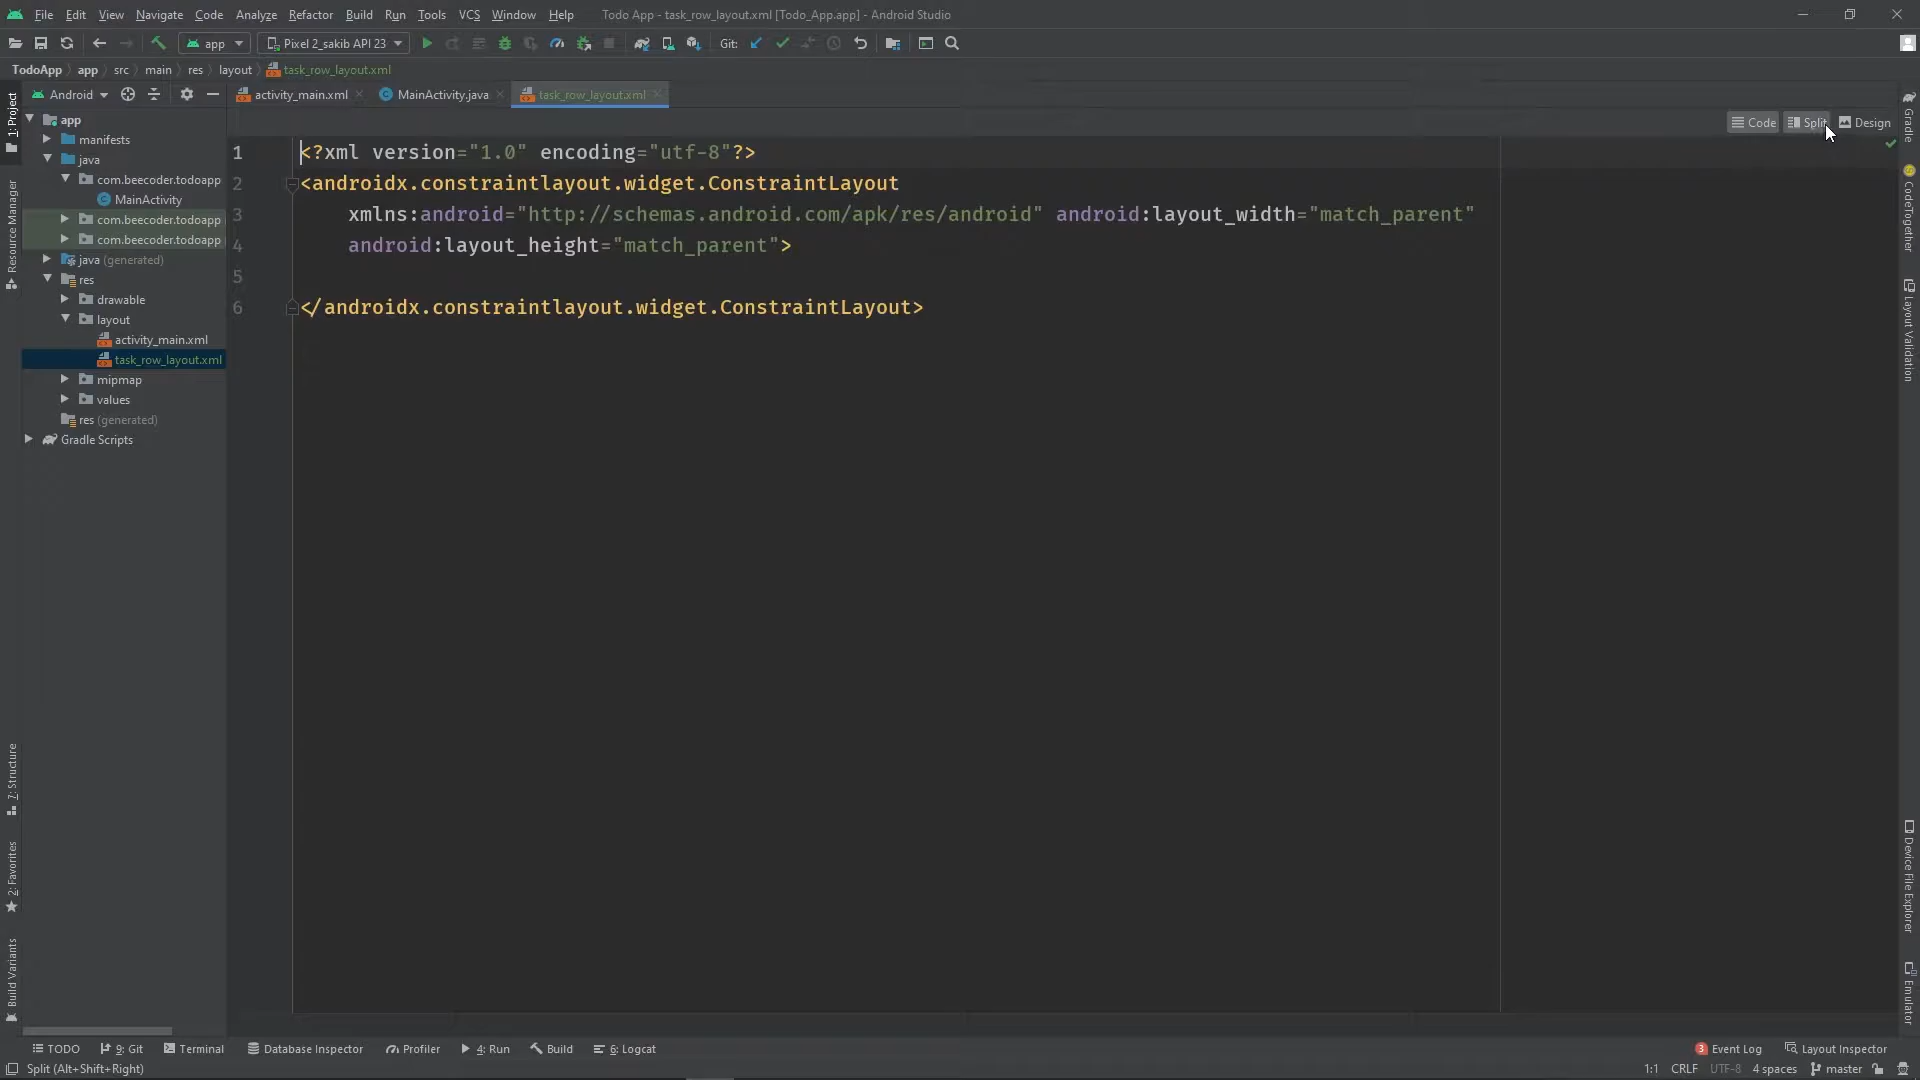 File Edit View Navigate Code Analyze Refactor Build Run Tools VCS Window Help Todo App - task_row_layout.xml [Todo_App.app] - Android Studio
app Pixel 2_sakib API 23 Git:
TodoApp app src main res layout task_row_layout.xml
Android activity_main.xml MainActivity.java task_row_layout.xml
Code Split Design
1: Project
Resource Manager
7: Structure
2: Favorites
Build Variants
app
manifests
java
com.beecoder.todoapp
MainActivity
com.beecoder.todoapp
com.beecoder.todoapp
java (generated)
res
drawable
layout
activity_main.xml
task_row_layout.xml
mipmap
values
res (generated)
Gradle Scripts
1 <?xml version="1.0" encoding="utf-8"?>
2 <androidx.constraintlayout.widget.ConstraintLayout
3 xmlns:android="http://schemas.android.com/apk/res/android" android:layout_width="match_parent"
4 android:layout_height="match_parent">
5
6 </androidx.constraintlayout.widget.ConstraintLayout>
Gradle
CodeTogether
Layout Validation
Device File Explorer
Emulator
TODO 9: Git Terminal Database Inspector Profiler 4: Run Build 6: Logcat 3 Event Log Layout Inspector
Split (Alt+Shift+Right) 1:1 CRLF UTF-8 4 spaces master